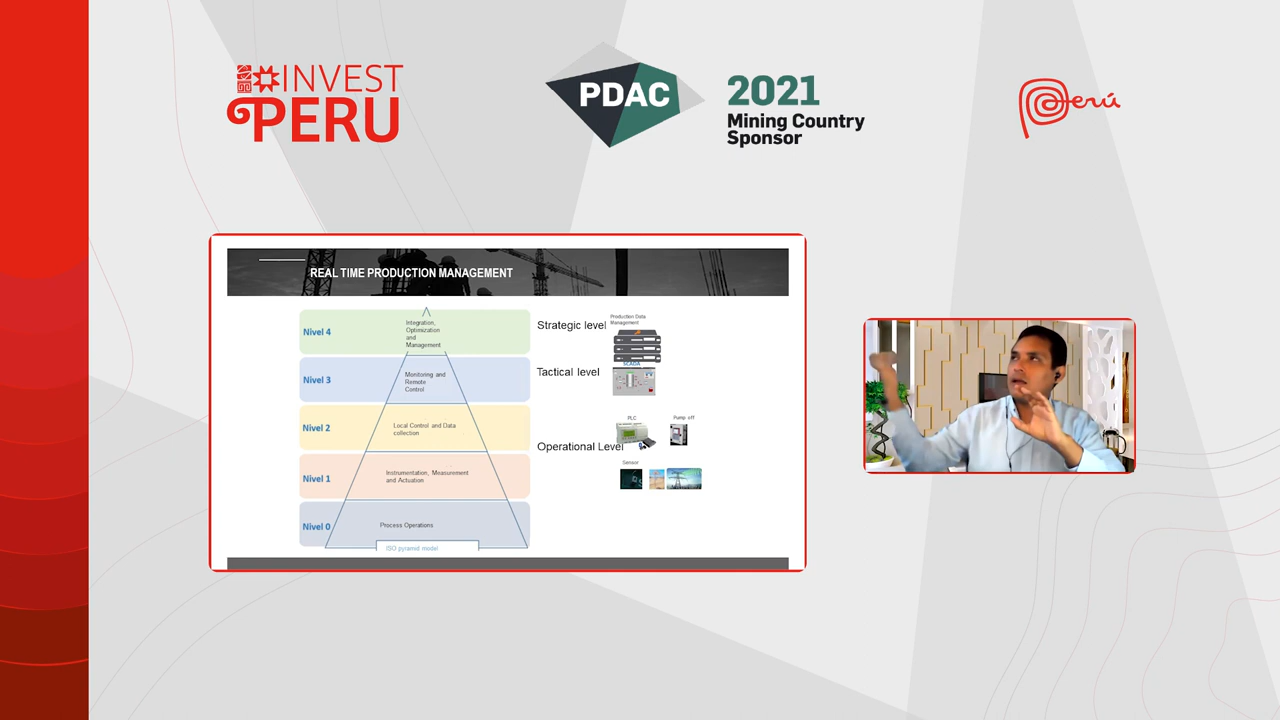 INVEST
PERU
PDAC
2021
Mining Country
Sponsor
Perú
REAL TIME PRODUCTION MANAGEMENT
Nivel 4
Integration,
Optimization
and
Management
Nivel 3
Monitoring and
Remote
Control
Nivel 2
Local Control and Data
collection
Nivel 1
Instrumentation, Measurement
and Actuation
Nivel 0
Process Operations
ISO pyramid model
Strategic level
Production Data
Management
SCADA
Tactical level
PLC
Pump off
Operational Level
Sensor